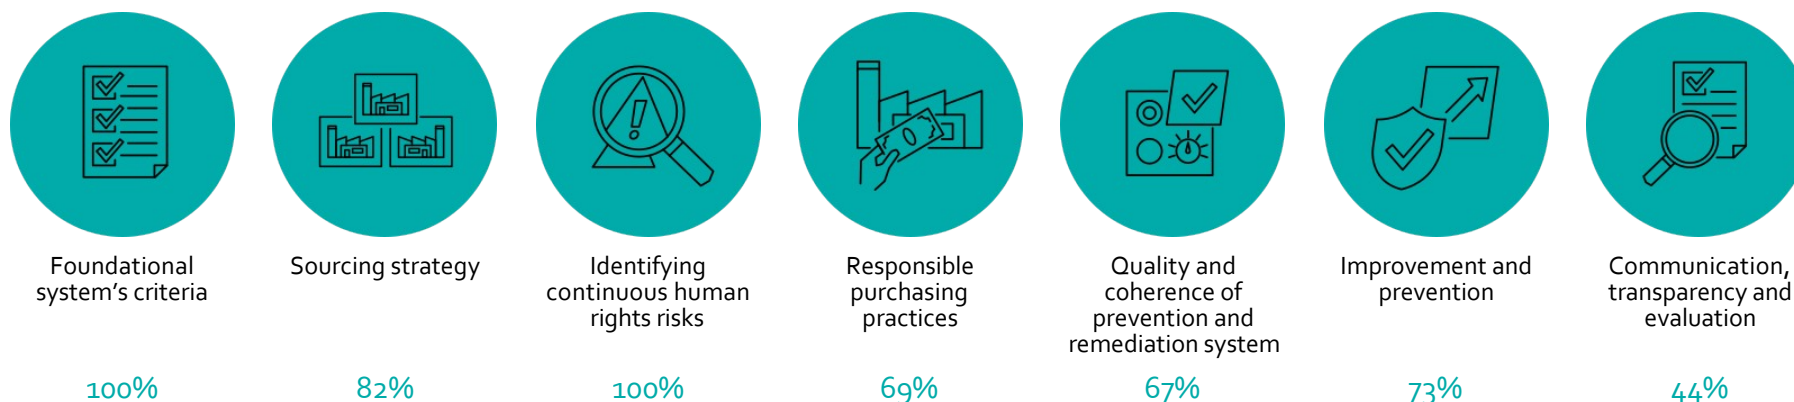 Foundational
system's criteria
100%
Sourcing strategy
82%
Identifying
continuous human
rights risks
100%
Responsible
purchasing
practices
69%
Quality and
coherence of
prevention and
remediation system
67%
Improvement and
prevention
73%
Communication,
transparency and
evaluation
44%